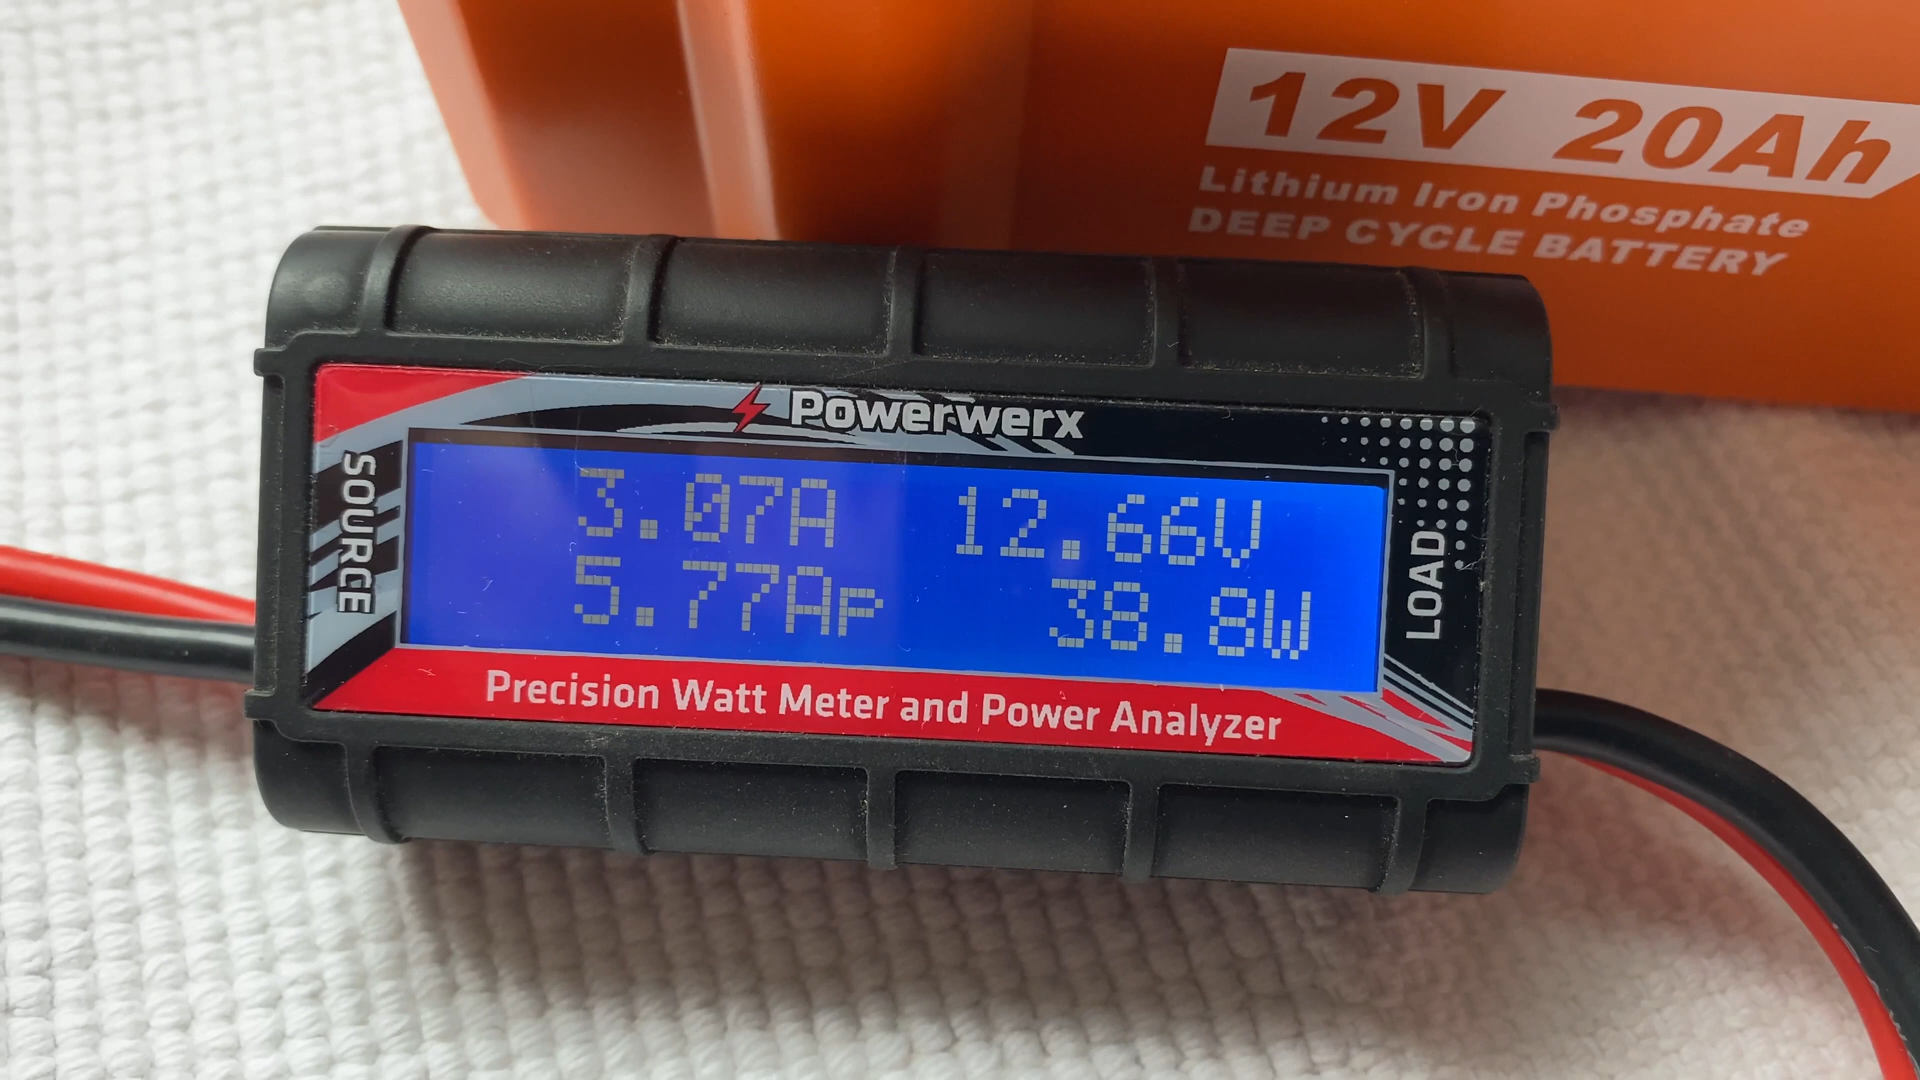 12V 20Ah
Lithium Iron Phosphate
DEEP CYCLE BATTERY
Powerwerx
SOURCE
3.07A 12.66V
5.77Ap 38.8W
LOAD
Precision Watt Meter and Power Analyzer